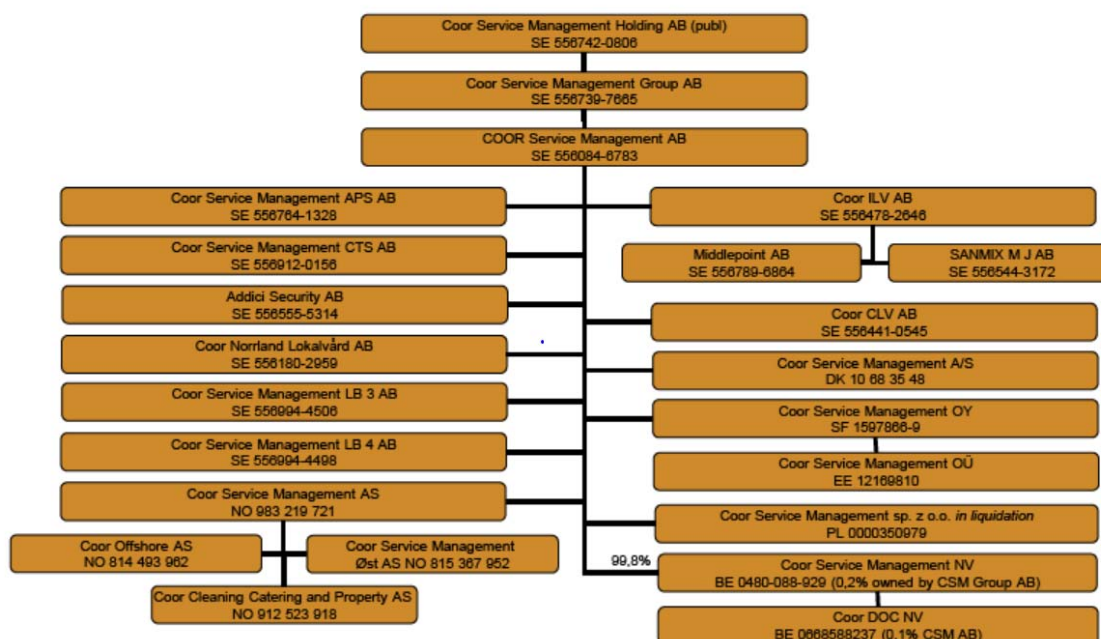 Coor Service Management Holding AB (publ)
SE 556742-0806
Coor Service Management Group AB
SE 556739-7665
COOR Service Management AB
SE 556084-6783
Coor Service Management APS AB
SE 556764-1328
Coor Service Management CTS AB
SE 556912-0156
Addici Security AB
SE 556555-5314
Coor Norrland Lokalvård AB
SE 556180-2959
Coor Service Management LB 3 AB
SE 556994-4506
Coor Service Management LB 4 AB
SE 556994-4498
Coor Service Management AS
NO 983 219 721
Coor Offshore AS
NO 814 493 962
Coor Service Management
Øst AS NO 815 367 952
Coor Cleaning Catering and Property AS
NO 912 523 918
Coor ILV AB
SE 556478-2646
Middlepoint AB
SE 556789-6864
SANMIX M J AB
SE 556544-3172
Coor CLV AB
SE 556441-0545
Coor Service Management A/S
DK 10 68 35 48
Coor Service Management OY
SF 1597866-9
Coor Service Management OÜ
EE 12169810
Coor Service Management sp. z o.o. in liquidation
PL 0000350979
99,8%
Coor Service Management NV
BE 0480-088-929 (0,2% owned by CSM Group AB)
Coor DOC NV
BE 0668588237 (0,1% CSM AB)